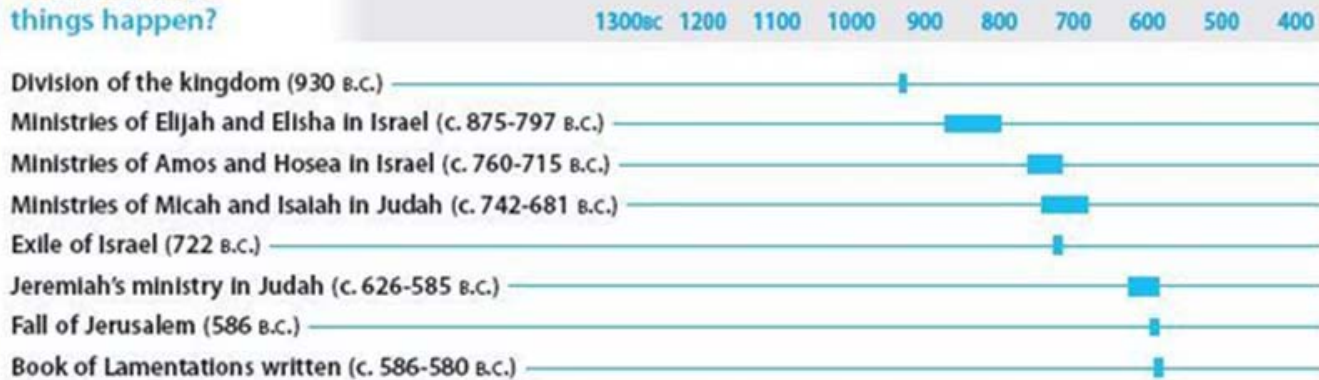 things happen? 1300BC 1200 1100 1000 900 800 700 600 500 400
Division of the kingdom (930 B.C.)
Ministries of Elijah and Elisha in Israel (c. 875-797 B.C.)
Ministries of Amos and Hosea in Israel (c. 760-715 B.C.)
Ministries of Micah and Isaiah in Judah (c. 742-681 B.C.)
Exile of Israel (722 B.C.)
Jeremiah's ministry in Judah (c. 626-585 B.C.)
Fall of Jerusalem (586 B.C.)
Book of Lamentations written (c. 586-580 B.C.)